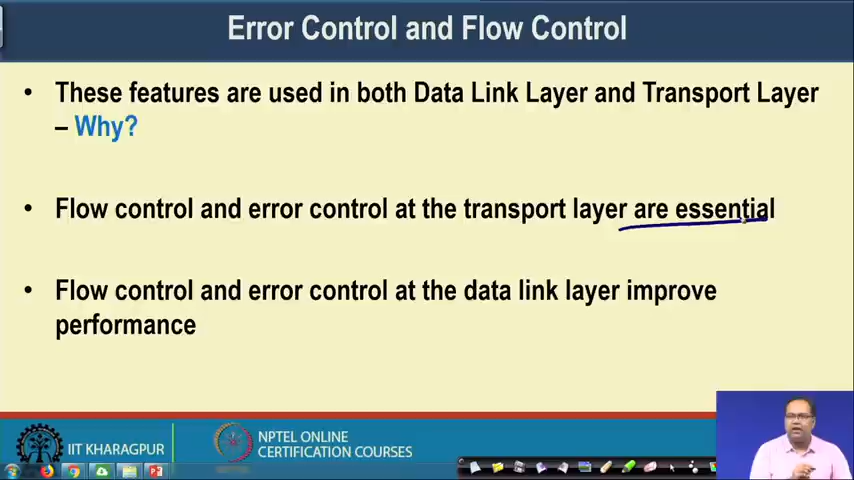 Error Control and Flow Control
• These features are used in both Data Link Layer and Transport Layer
– Why?
• Flow control and error control at the transport layer are essential
• Flow control and error control at the data link layer improve
performance
IIT KHARAGPUR
NPTEL ONLINE
CERTIFICATION COURSES